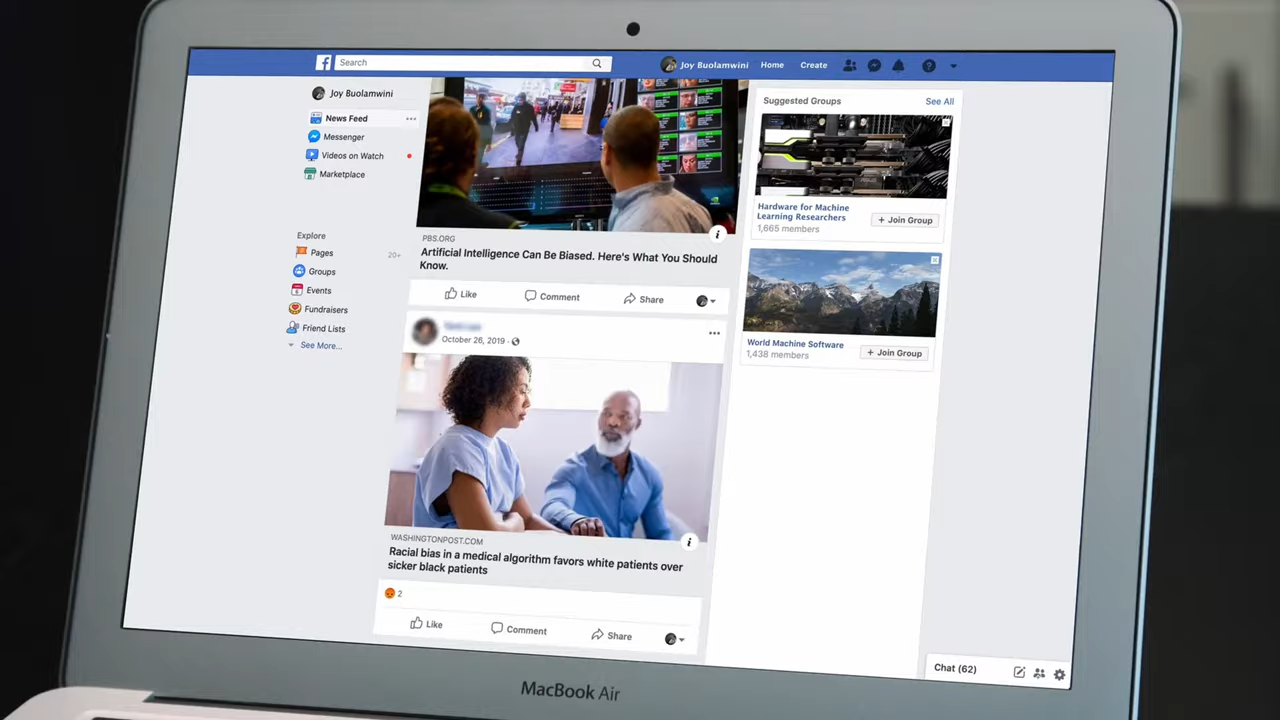 Search
Joy Buolamwini
Home
Create
Joy Buolamwini
News Feed
Messenger
Videos on Watch
Marketplace
Explore
Pages
20+
Groups
Events
Fundraisers
Friend Lists
See More...
PBS.ORG
Artificial Intelligence Can Be Biased. Here's What You Should
Know.
Like
Comment
Share
October 26, 2019
WASHINGTONPOST.COM
Racial bias in a medical algorithm favors white patients over
sicker black patients
2
Like
Comment
Share
Suggested Groups
See All
Hardware for Machine
Learning Researchers
+ Join Group
1,665 members
World Machine Software
+ Join Group
1,438 members
Chat (62)
MacBook Air